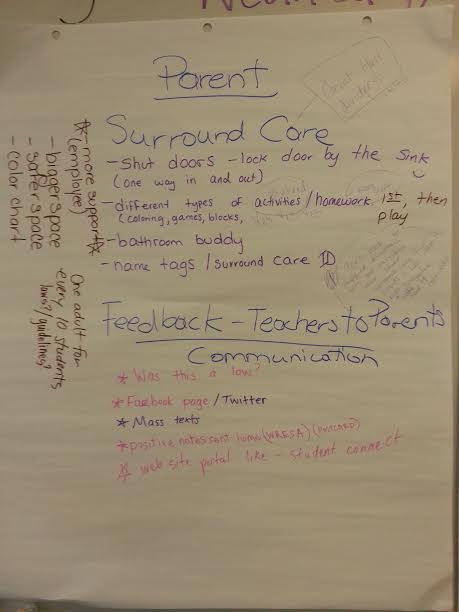 Parent
Surround Care
-shut doors -lock door by the sink
(one way in and out)
-different types of activities/homework 1st, then
(coloring, games, blocks, play
-bathroom buddy
-name tags / surround care ID
Feedback - Teachers to Parents
Communication
* Was this a low?
* Facebook page / Twitter
* Mass texts
* positive notes sent home (WRESA)
* web site portal like - student connect
*- more support *
(employee)
- bigger space
- safer space
- color chart
One adult for
every 10 students
laws?/guidelines?